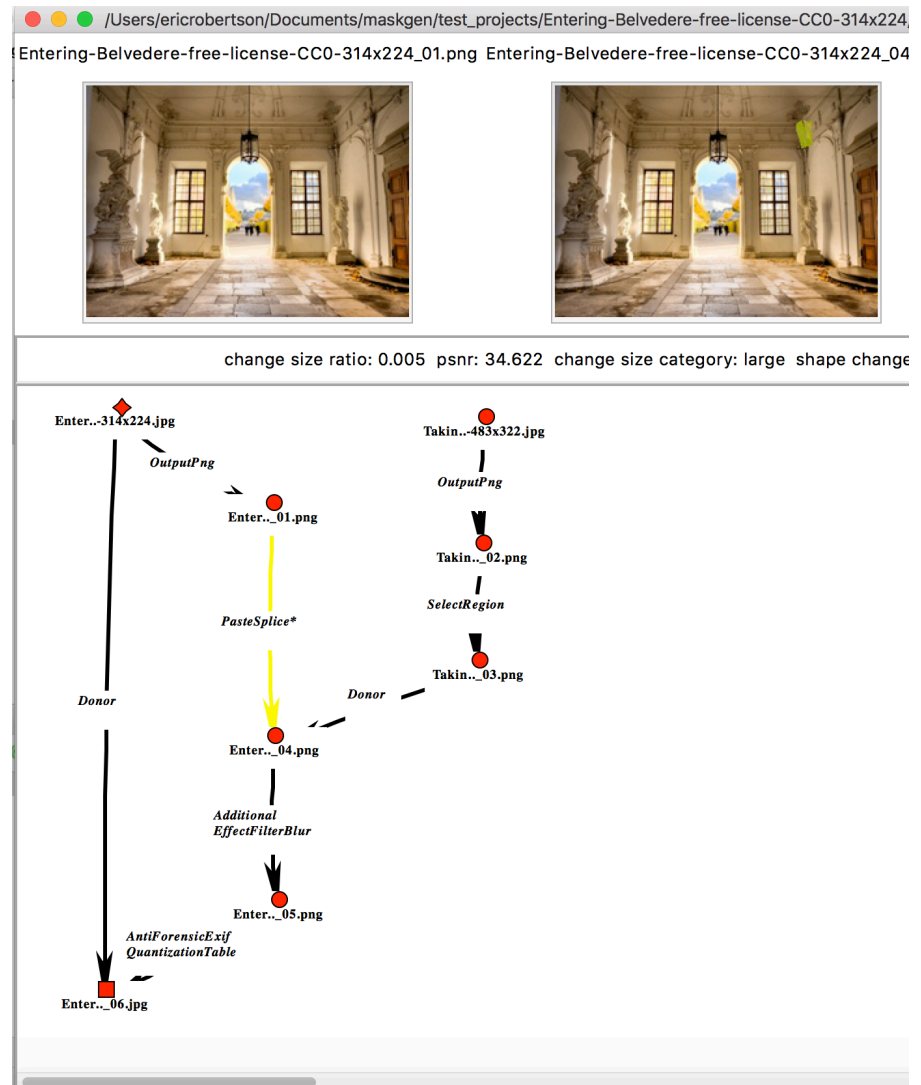 /Users/ericrobertson/Documents/maskgen/test_projects/Entering-Belvedere-free-license-CC0-314x224
Entering-Belvedere-free-license-CC0-314x224_01.png Entering-Belvedere-free-license-CC0-314x224_04
change size ratio: 0.005 psnr: 34.622 change size category: large shape change
Enter..-314x224.jpg
Takin..-483x322.jpg
OutputPng
OutputPng
Enter.._01.png
Takin.._02.png
SelectRegion
PasteSplice*
Takin.._03.png
Donor
Donor
Enter.._04.png
Additional
EffectFilterBlur
Enter.._05.png
AntiForensicExif
QuantizationTable
Enter.._06.jpg